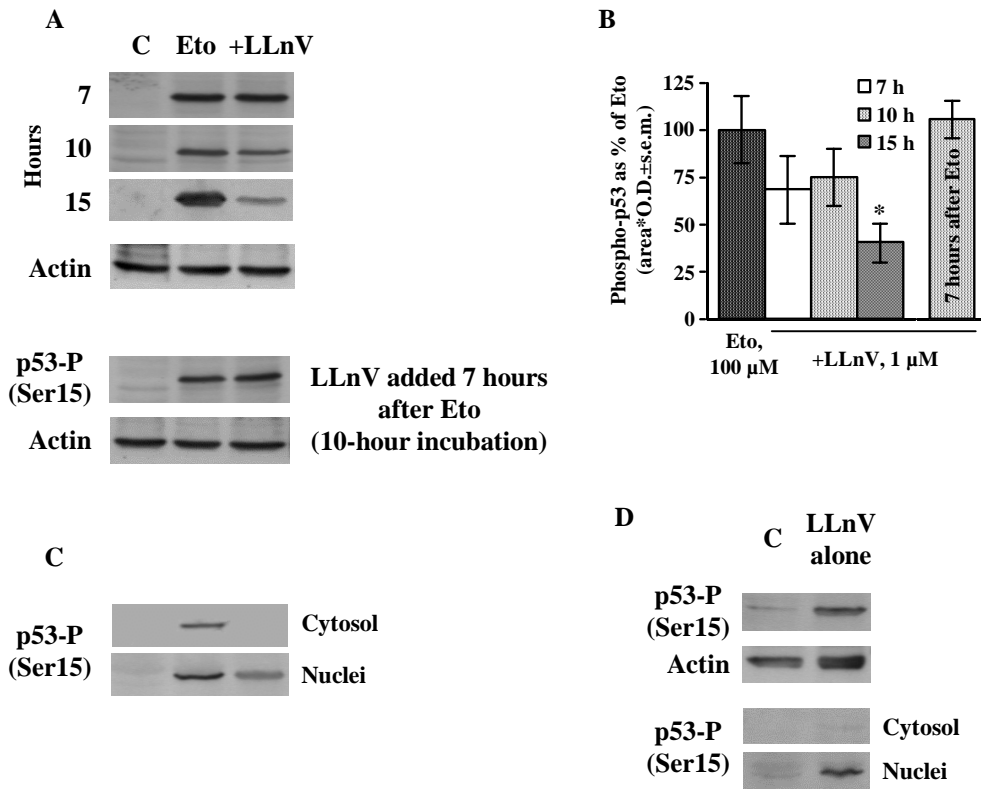 A
C Eto +LLnV
Hours
7
10
15
Actin
p53-P
(Ser15)
Actin
LLnV added 7 hours
after Eto
(10-hour incubation)
B
Phospho-p53 as % of Eto
(area*O.D.±s.e.m.)
125
100
75
50
25
0
7 h
10 h
15 h
*
7 hours after Eto
Eto,
100 µM
+LLnV, 1 µM
C
p53-P
(Ser15)
Cytosol
Nuclei
D
C
LLnV
alone
p53-P
(Ser15)
Actin
p53-P
(Ser15)
Cytosol
Nuclei